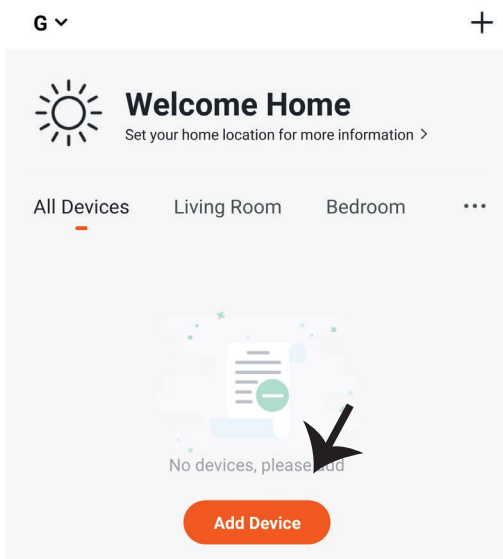 G
Welcome Home
Set your home location for more information >
All Devices Living Room Bedroom ...
No devices, please add
Add Device